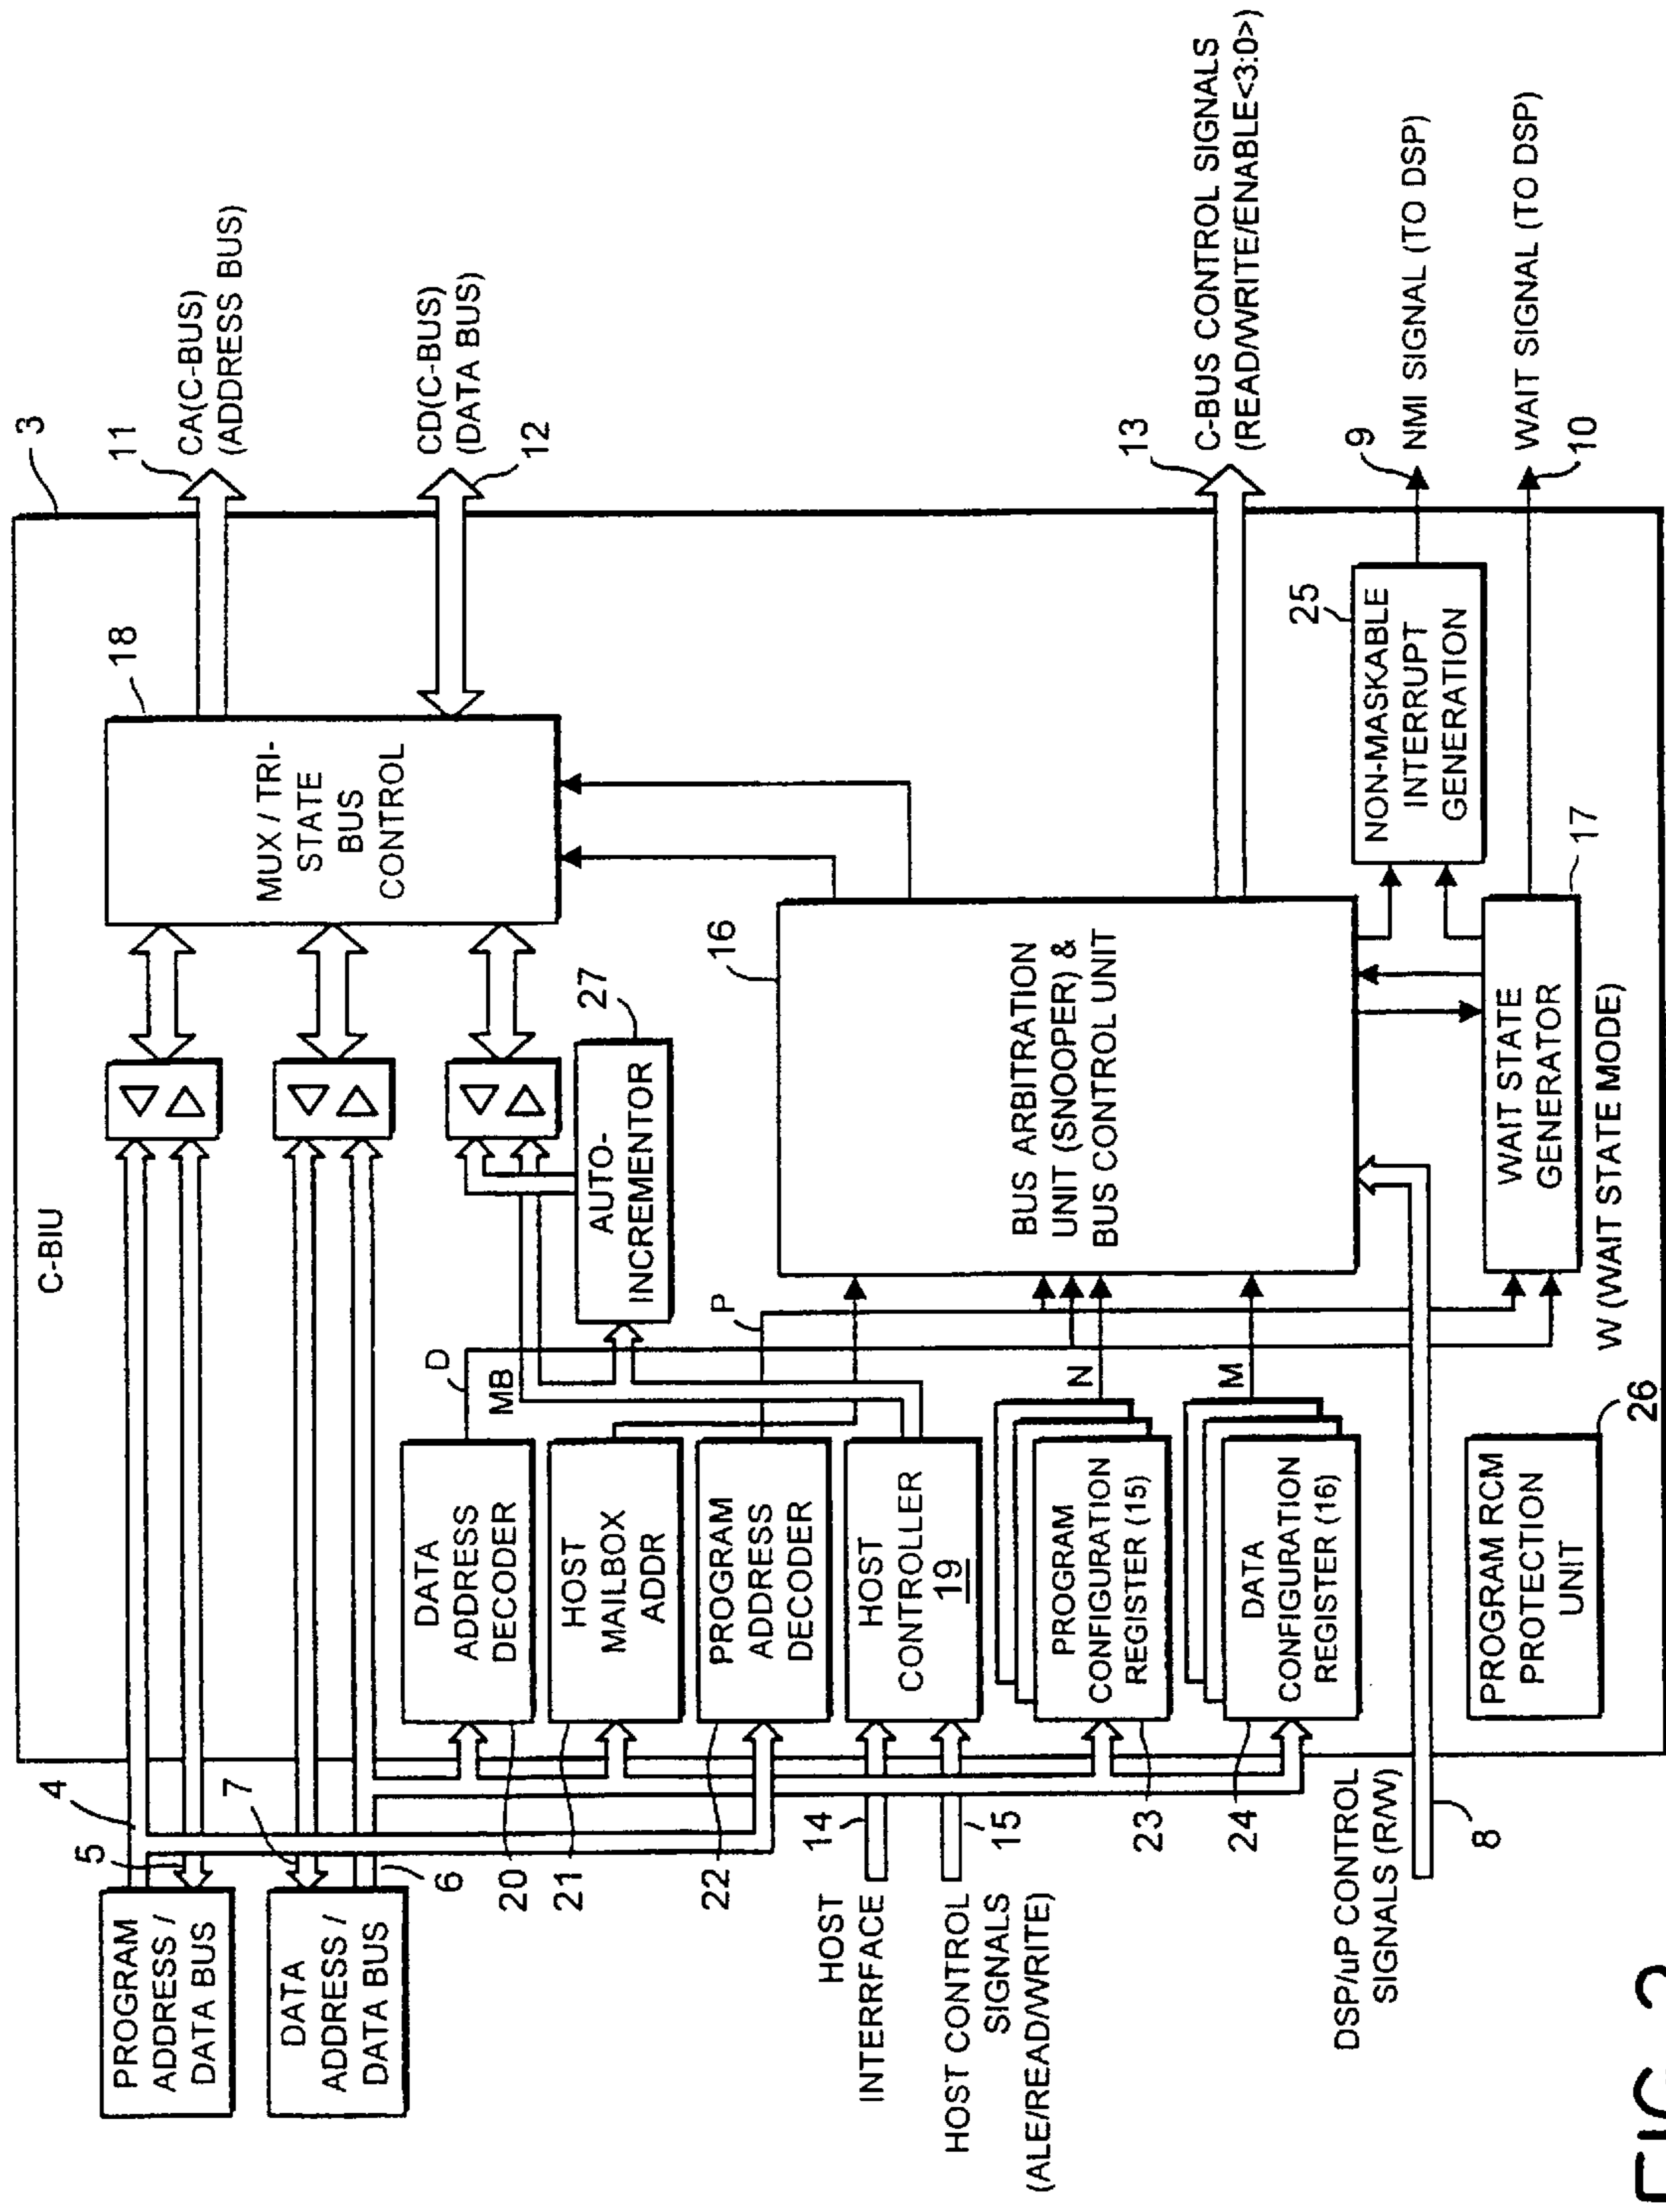 C-BIU
3
PROGRAM
ADDRESS /
DATA BUS
4
5
DATA
ADDRESS /
DATA BUS
7
6
MUX / TRI-
STATE
BUS
CONTROL
18
11
CA(C-BUS)
(ADDRESS BUS)
CD(C-BUS)
(DATA BUS)
12
DATA
ADDRESS
DECODER
20
D
MB
HOST
MAILBOX
ADDR
21
PROGRAM
ADDRESS
DECODER
22
P
AUTO-
INCREMENTOR
27
HOST
INTERRFACE
14
HOST
CONTROLLER
19
HOST CONTROL
SIGNALS
(ALE/READ/WRITE)
15
PROGRAM
CONFIGURATION
REGISTER (15)
23
N
DATA
CONFIGURATION
REGISTER (16)
24
M
BUS ARBITRATION
UNIT (SNOOPER) &
BUS CONTROL UNIT
16
13
C-BUS CONTROL SIGNALS
(READ/WRITE/ENABLE<3:0>)
DSP/uP CONTROL
SIGNALS (R/W)
8
NON-MASKABLE
INTERRUPT
GENERATION
25
9
NMI SIGNAL (TO DSP)
WAIT STATE
GENERATOR
17
WAIT SIGNAL (TO DSP)
10
W (WAIT STATE MODE)
PROGRAM RCM
PROTECTION
UNIT
26
FIG. 2